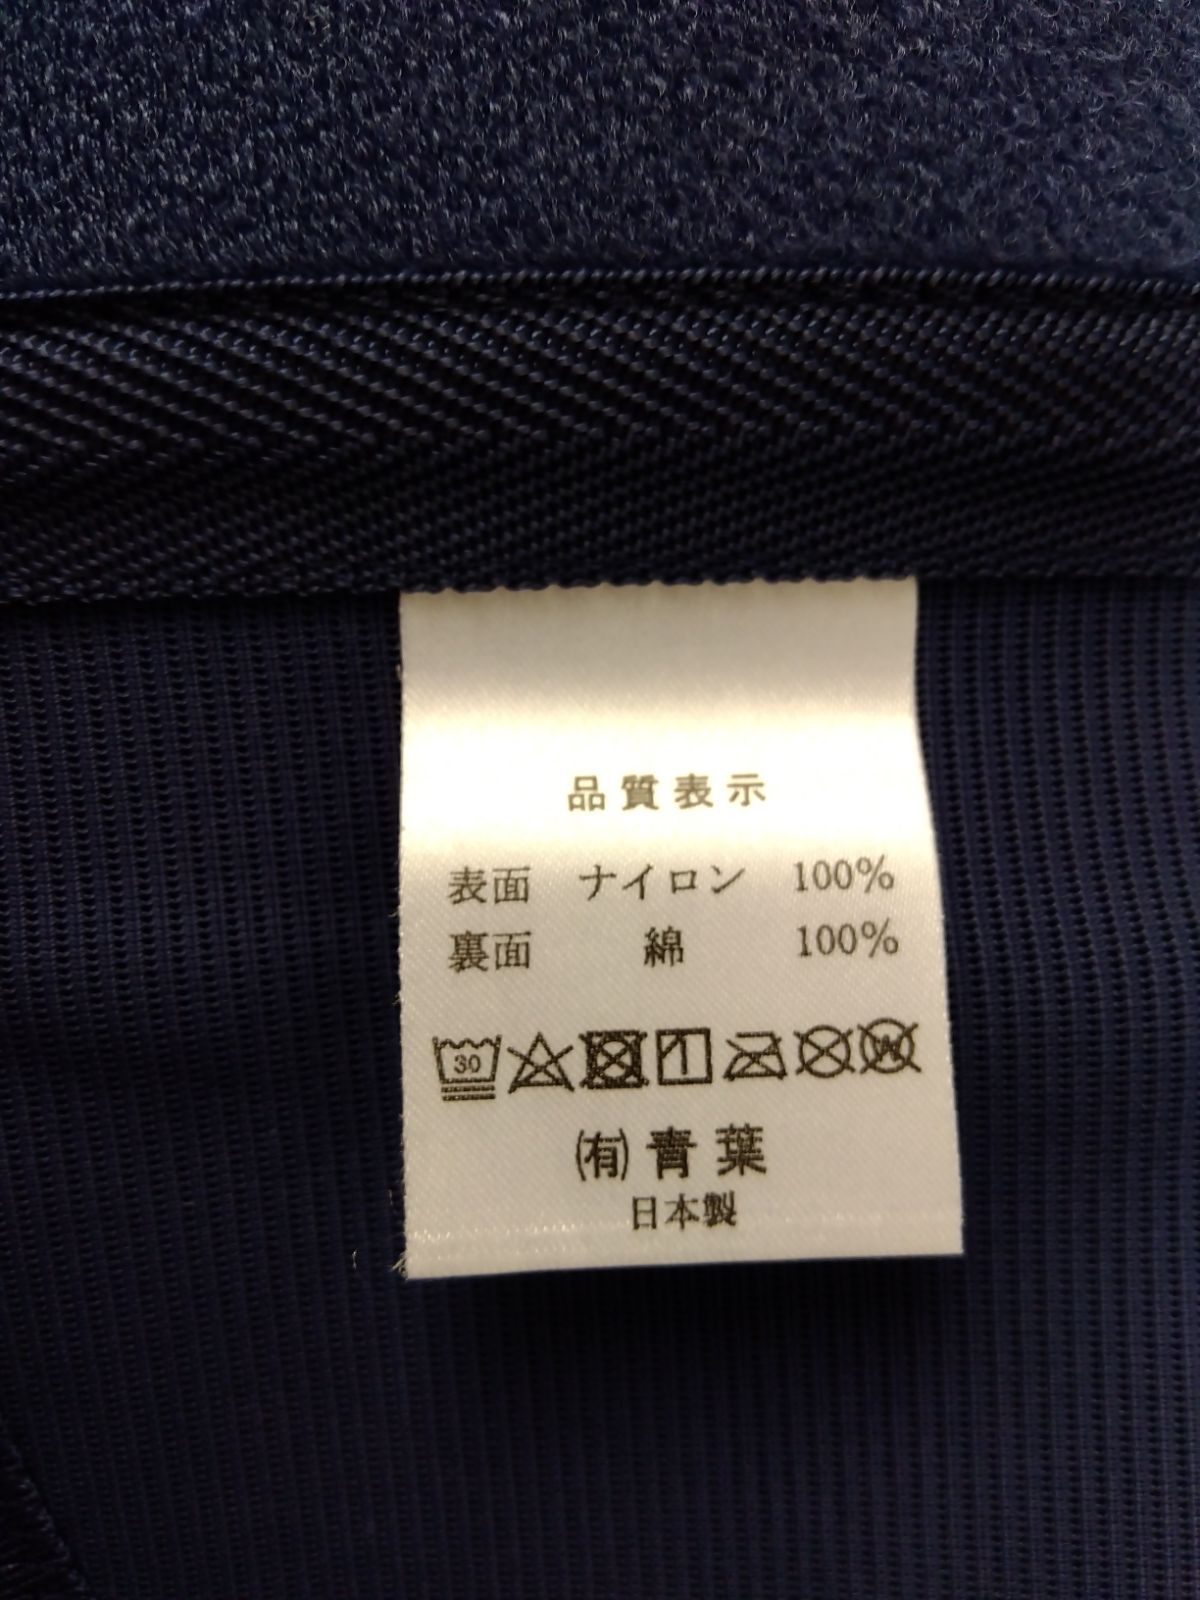 品質表示
表面 ナイロン 100%
裏面 綿 100%
30 W
㈲ 青葉
日本製